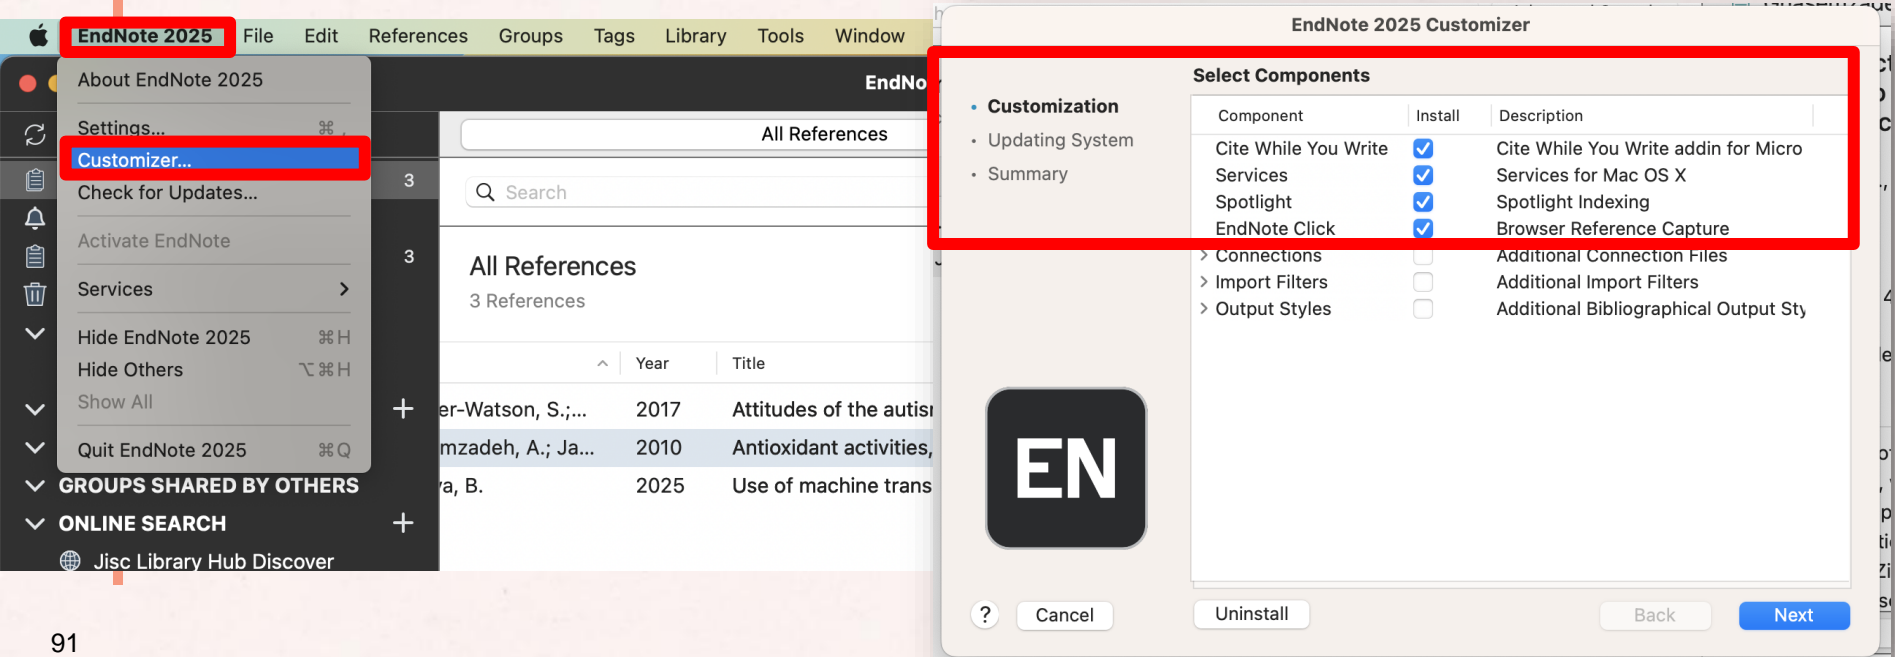 EndNote 2025 File Edit References Groups Tags Library Tools Window
About EndNote 2025
Settings... ⌘ ,
Customizer...
Check for Updates...
Activate EndNote
Services
Hide EndNote 2025 ⌘H
Hide Others ⌥⌘H
Show All
Quit EndNote 2025 ⌘Q
3
3
GROUPS SHARED BY OTHERS
ONLINE SEARCH
Jisc Library Hub Discover
EndNo
All References
Search
All References
3 References
Year Title
er-Watson, S.;... 2017 Attitudes of the autis
mzadeh, A.; Ja... 2010 Antioxidant activities,
a, B. 2025 Use of machine trans
EndNote 2025 Customizer
Select Components
• Customization
• Updating System
• Summary
Component Install Description
Cite While You Write Cite While You Write addin for Micro
Services Services for Mac OS X
Spotlight Spotlight Indexing
EndNote Click Browser Reference Capture
Connections Additional Connection Files
Import Filters Additional Import Filters
Output Styles Additional Bibliographical Output Sty
EN
? Cancel Uninstall Back Next
91